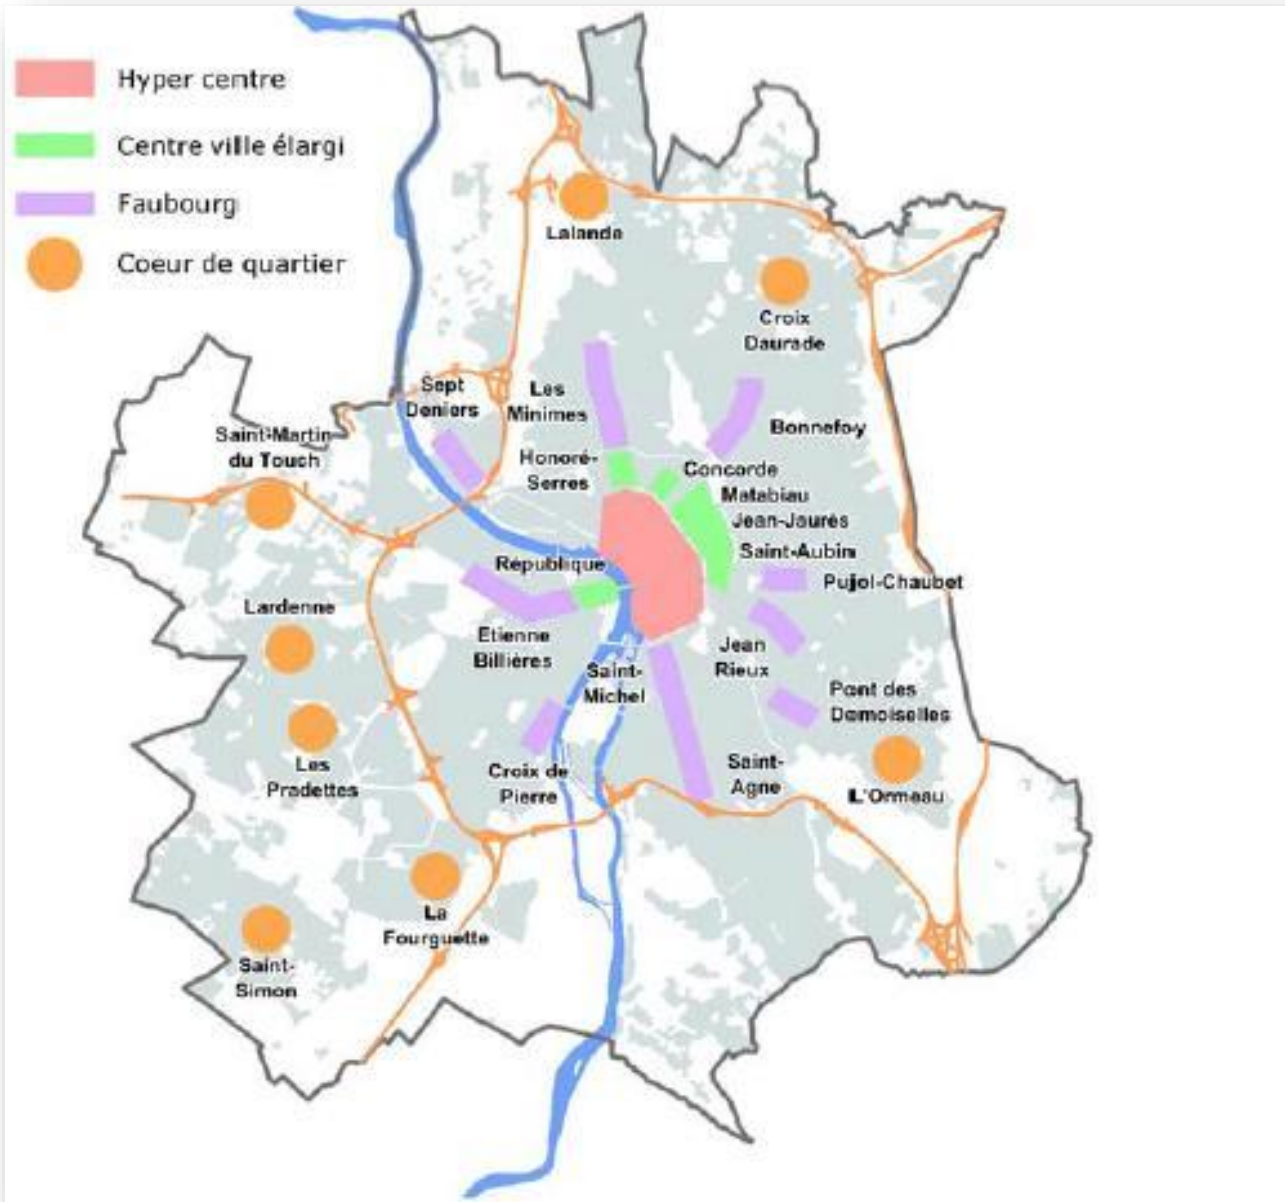 Hyper centre
Centre ville élargi
Faubourg
Coeur de quartier
Lalande
Croix
Daurade
Sept
Deniers
Les
Minimes
Bonnefoy
Saint-Martin
du Touch
Honoré-
Serres
Concorde
Matabiau
Jean-Jaurès
Saint-Aubin
République
Pujol-Chaubet
Lardenne
Etienne
Billières
Jean
Rieux
Saint-
Michel
Pont des
Demoiselles
Les
Pradettes
Croix de
Pierre
Saint-
Agne
L'Ormeau
La
Fourguette
Saint-
Simon